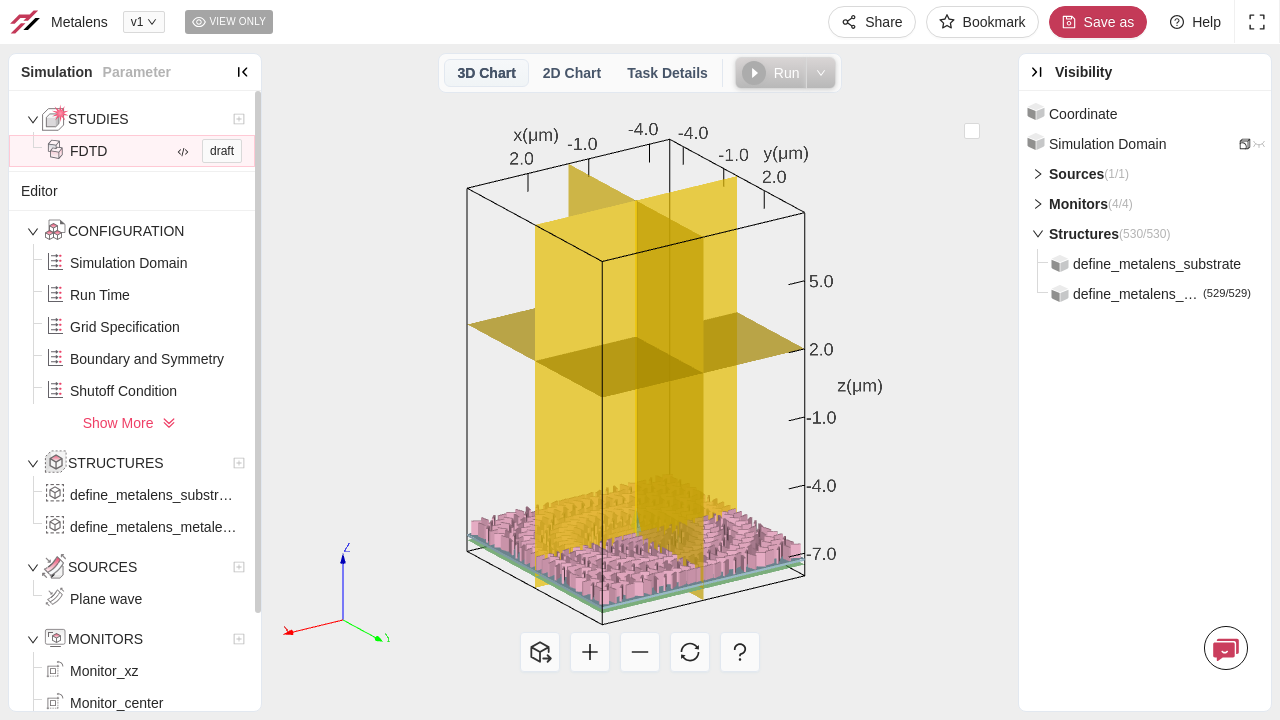 Metalens
v1
VIEW ONLY
Share
Bookmark
Save as
Help
Simulation Parameter
STUDIES
FDTD
draft
Editor
CONFIGURATION
Simulation Domain
Run Time
Grid Specification
Boundary and Symmetry
Shutoff Condition
Show More
STRUCTURES
define_metalens_substr…
define_metalens_metale…
SOURCES
Plane wave
MONITORS
Monitor_xz
Monitor_center
3D Chart
2D Chart
Task Details
Run
x(μm)
2.0
-1.0
-4.0
-4.0
-1.0
y(μm)
2.0
5.0
2.0
z(μm)
-1.0
-4.0
-7.0
Z
X
Y
Visibility
Coordinate
Simulation Domain
Sources(1/1)
Monitors(4/4)
Structures(530/530)
define_metalens_substrate
define_metalens_… (529/529)